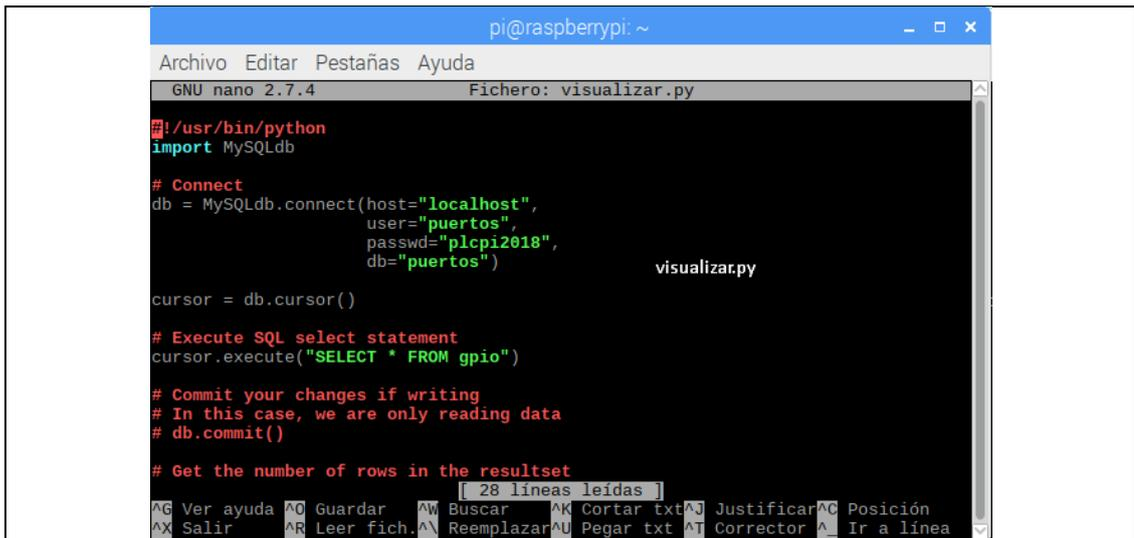 pi@raspberrypi: ~
Archivo Editar Pestañas Ayuda
GNU nano 2.7.4 Fichero: visualizar.py
#!/usr/bin/python
import MySQLdb
# Connect
db = MySQLdb.connect(host="localhost",
user="puertos",
passwd="plcpi2018",
db="puertos")
visualizar.py
cursor = db.cursor()
# Execute SQL select statement
cursor.execute("SELECT * FROM gpio")
# Commit your changes if writing
# In this case, we are only reading data
# db.commit()
# Get the number of rows in the resultset
[ 28 líneas leídas ]
^G Ver ayuda ^O Guardar ^W Buscar ^K Cortar txt^J Justificar^C Posición
^X Salir ^R Leer fich.^\ Reemplazar^U Pegar txt ^T Corrector ^_ Ir a línea